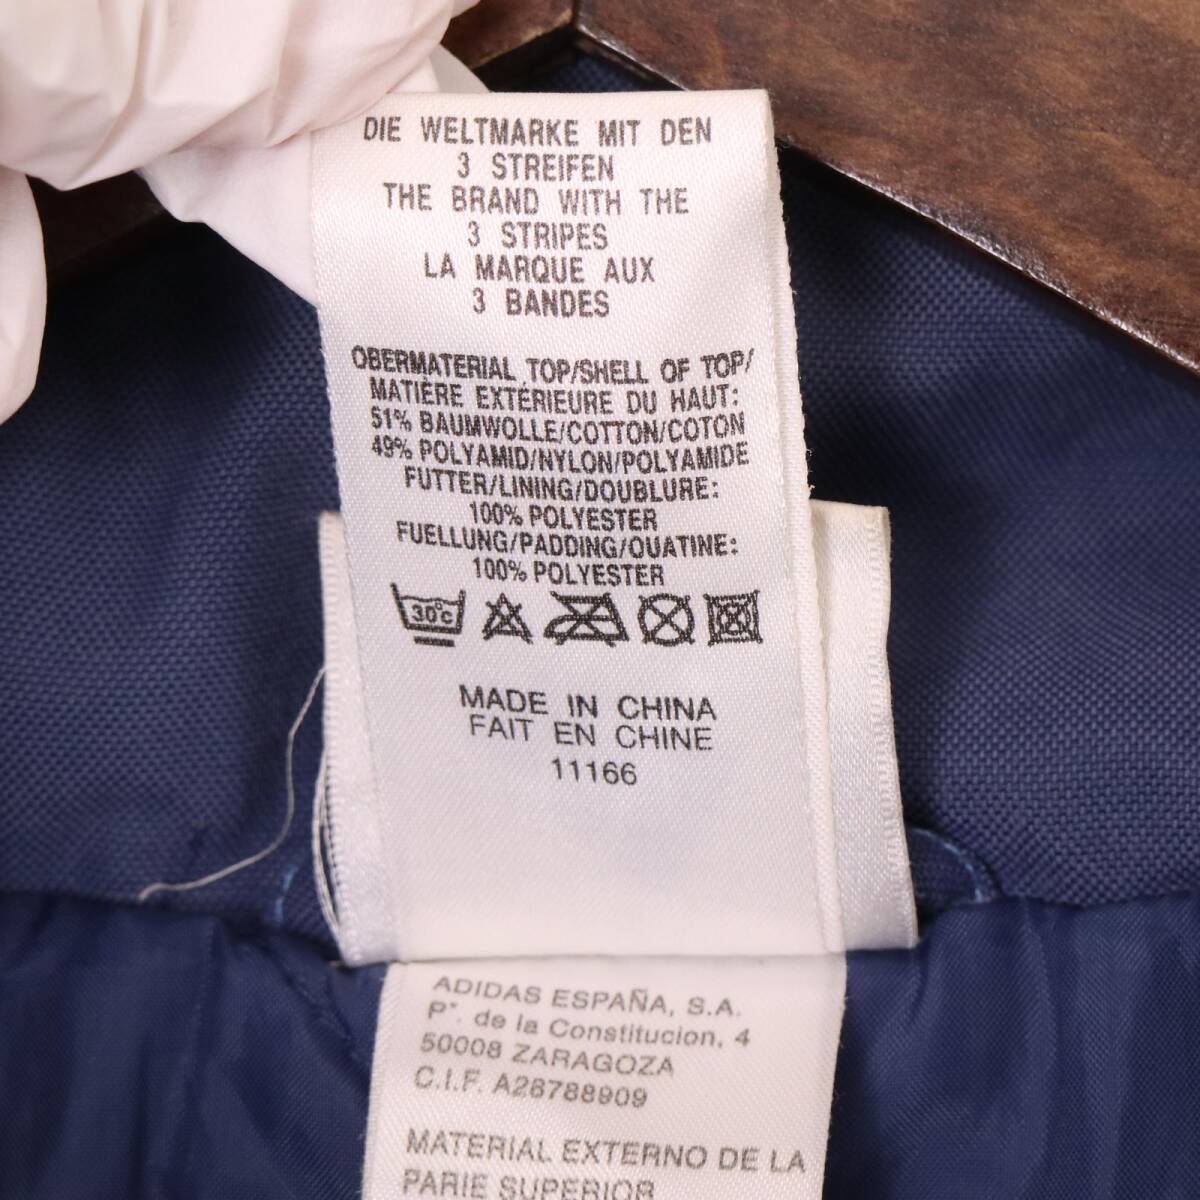 DIE WELTMARKE MIT DEN
3 STREIFEN
THE BRAND WITH THE
3 STRIPES
LA MARQUE AUX
3 BANDES
OBERMATERIAL TOP/SHELL OF TOP/
MATIÈRE EXTÉRIEURE DU HAUT:
51% BAUMWOLLE/COTTON/COTON
49% POLYAMID/NYLON/POLYAMIDE
FUTTER/LINING/DOUBLURE:
100% POLYESTER
FUELLUNG/PADDING/OUATINE:
100% POLYESTER
30°C
MADE IN CHINA
FAIT EN CHINE
11166
ADIDAS ESPAÑA, S.A.
P°. de la Constitucion, 4
50008 ZARAGOZA
C.I.F. A28788909
MATERIAL EXTERNO DE LA
PARIE SUPERIOR